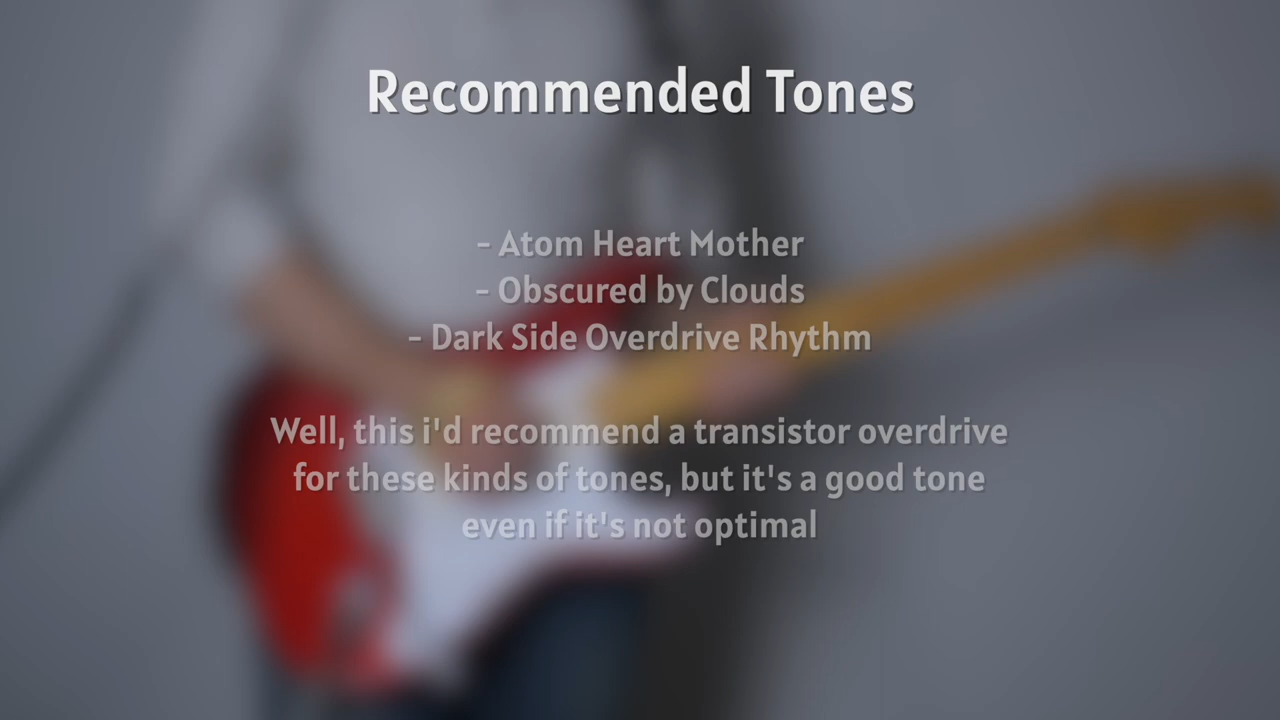 Recommended Tones
- Atom Heart Mother
- Obscured by Clouds
- Dark Side Overdrive Rhythm
Well, this i'd recommend a transistor overdrive
for these kinds of tones, but it's a good tone
even if it's not optimal